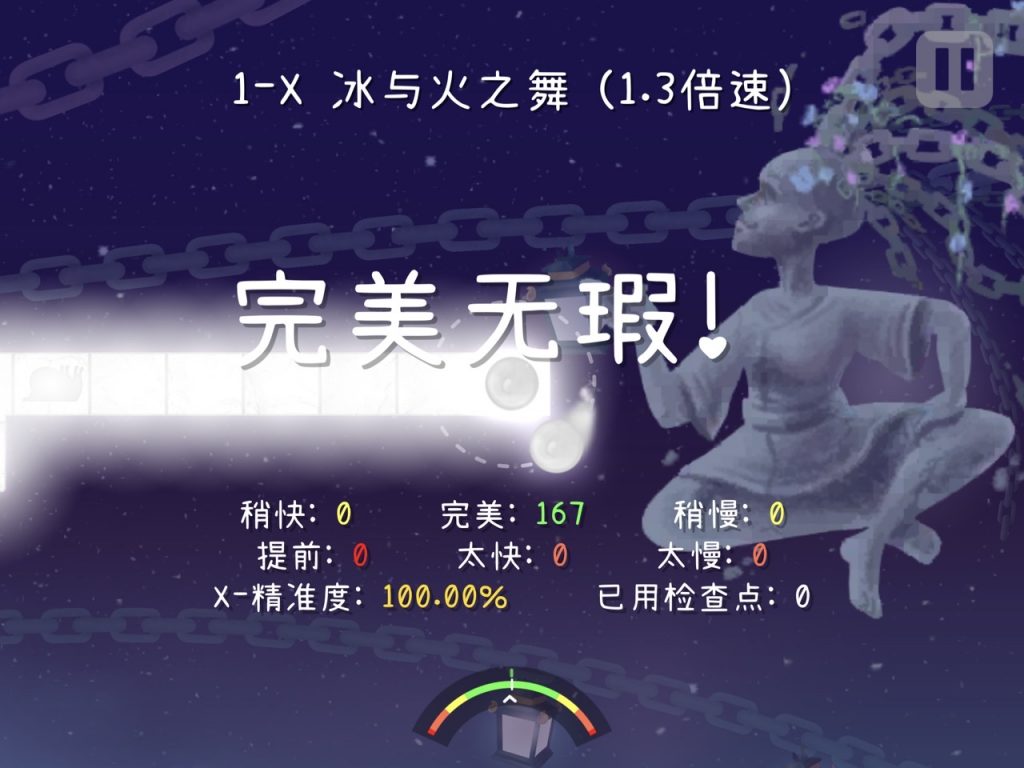 1-X 冰与火之舞 (1.3倍速)
完美无瑕!
稍快: 0 完美: 167 稍慢: 0
提前: 0 太快: 0 太慢: 0
X-精准度: 100.00% 已用检查点: 0